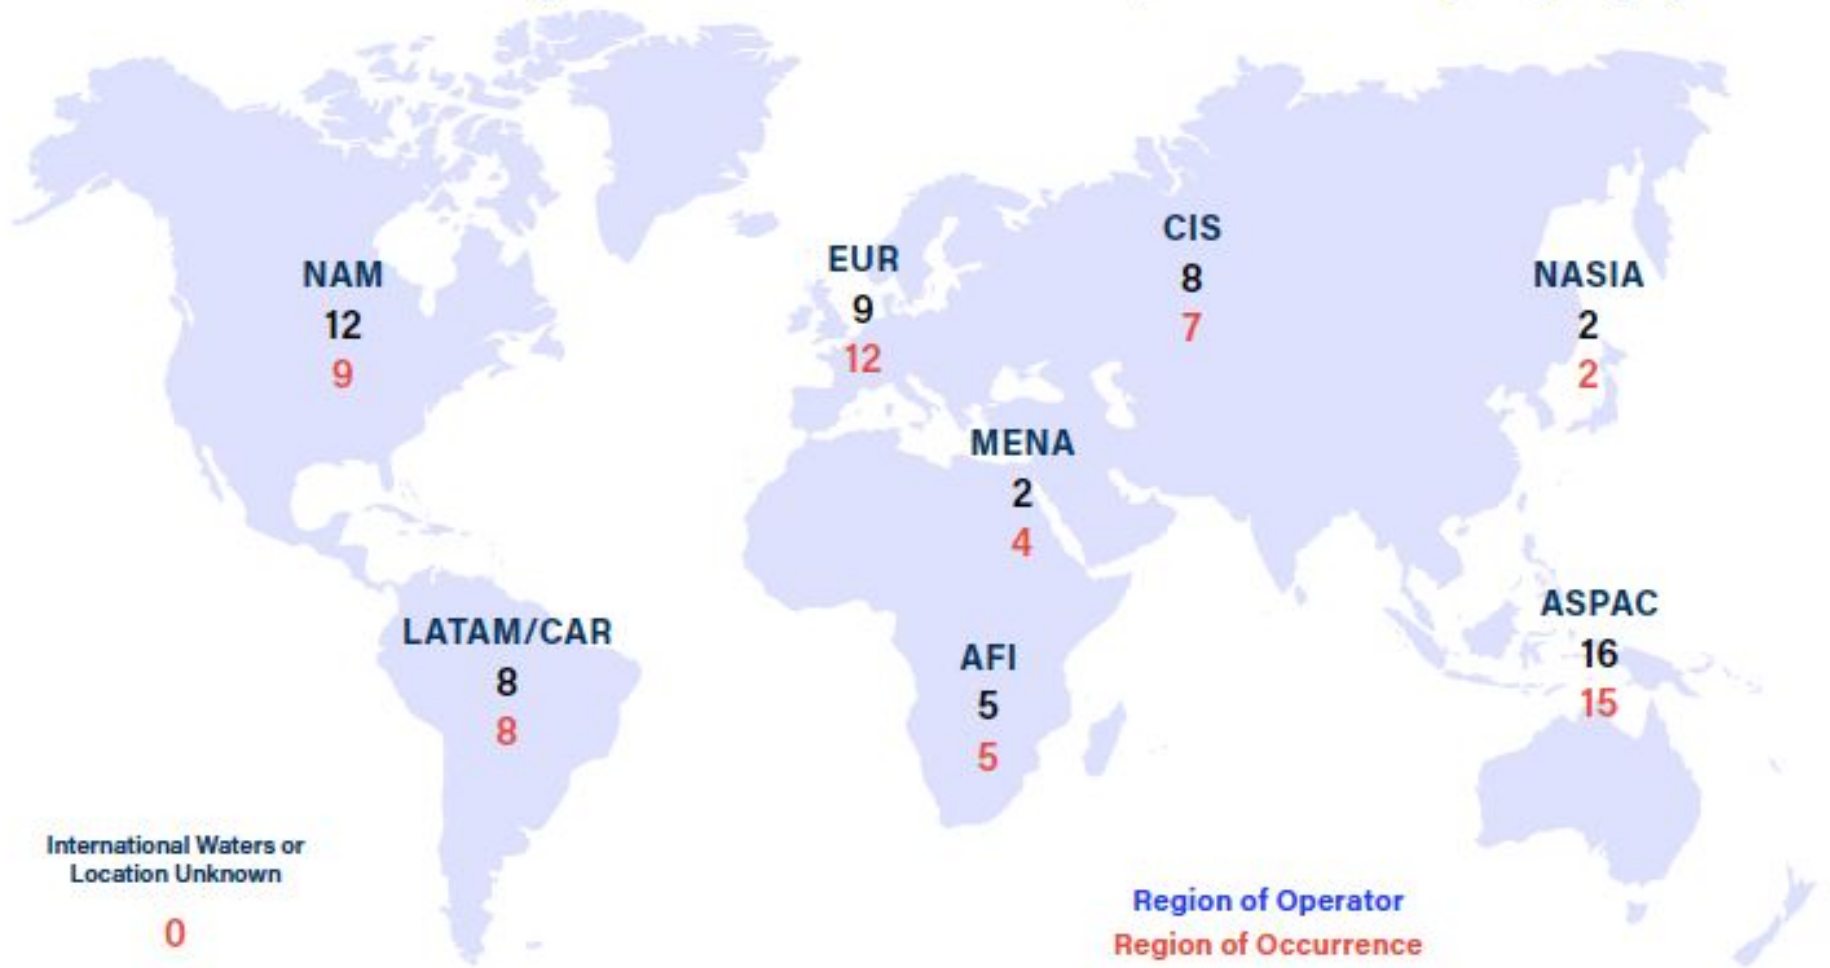 NAM
12
9
EUR
9
12
CIS
8
7
NASIA
2
2
MENA
2
4
LATAM/CAR
8
8
AFI
5
5
ASPAC
16
15
International Waters or
Location Unknown
0
Region of Operator
Region of Occurrence